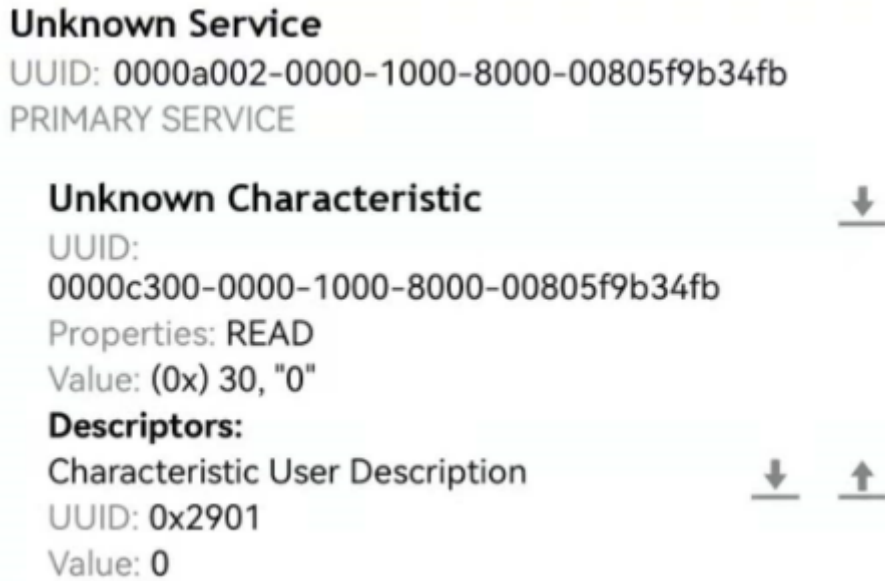 Unknown Service
UUID: 0000a002-0000-1000-8000-00805f9b34fb
PRIMARY SERVICE
Unknown Characteristic
UUID:
0000c300-0000-1000-8000-00805f9b34fb
Properties: READ
Value: (0x) 30, "0"
Descriptors:
Characteristic User Description
UUID: 0x2901
Value: 0